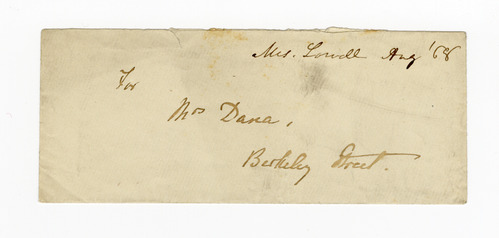 Mrs. Lowell Aug '68
For
Mrs Dana,
Berkeley Street.